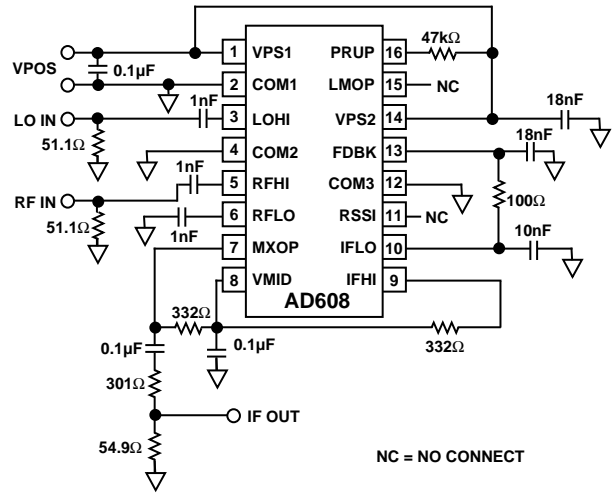 47kΩ
1 VPS1 PRUP 16
VPOS
0.1µF
2 COM1 LMOP 15 NC
1nF
18nF
LO IN 3 LOHI VPS2 14
18nF
51.1Ω
4 COM2 FDBK 13
1nF
RF IN 5 RFHI COM3 12
100Ω
51.1Ω
6 RFLO RSSI 11 NC
1nF
10nF
7 MXOP IFLO 10
8 VMID IFHI 9
AD608
332Ω
332Ω
0.1µF
0.1µF
301Ω
IF OUT
54.9Ω
NC = NO CONNECT